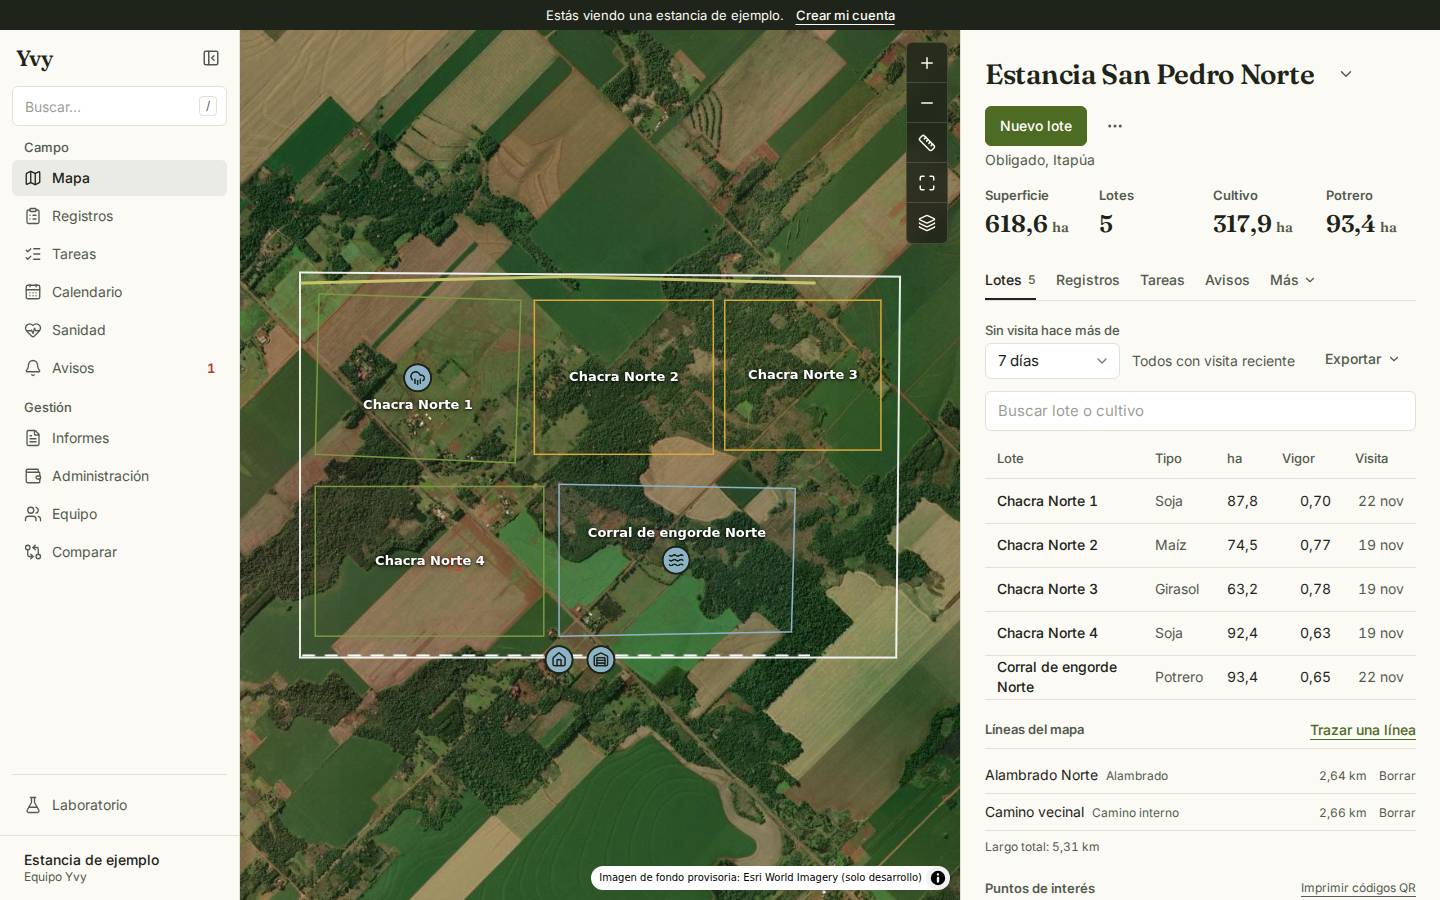 Estás viendo una estancia de ejemplo. Crear mi cuenta
Yvy
Buscar... /
Campo
Mapa
Registros
Tareas
Calendario
Sanidad
Avisos 1
Gestión
Informes
Administración
Equipo
Comparar
Laboratorio
Estancia de ejemplo
Equipo Yvy
Chacra Norte 1
Chacra Norte 2
Chacra Norte 3
Chacra Norte 4
Corral de engorde Norte
Imagen de fondo provisoria: Esri World Imagery (solo desarrollo)
Estancia San Pedro Norte
Nuevo lote
Obligado, Itapúa
Superficie Lotes Cultivo Potrero
618,6 ha 5 317,9 ha 93,4 ha
Lotes 5 Registros Tareas Avisos Más
Sin visita hace más de
7 días Todos con visita reciente Exportar
Buscar lote o cultivo
Lote Tipo ha Vigor Visita
Chacra Norte 1 Soja 87,8 0,70 22 nov
Chacra Norte 2 Maíz 74,5 0,77 19 nov
Chacra Norte 3 Girasol 63,2 0,78 19 nov
Chacra Norte 4 Soja 92,4 0,63 19 nov
Corral de engorde Norte Potrero 93,4 0,65 22 nov
Líneas del mapa Trazar una línea
Alambrado Norte Alambrado 2,64 km Borrar
Camino vecinal Camino interno 2,66 km Borrar
Largo total: 5,31 km
Puntos de interés Imprimir códigos QR